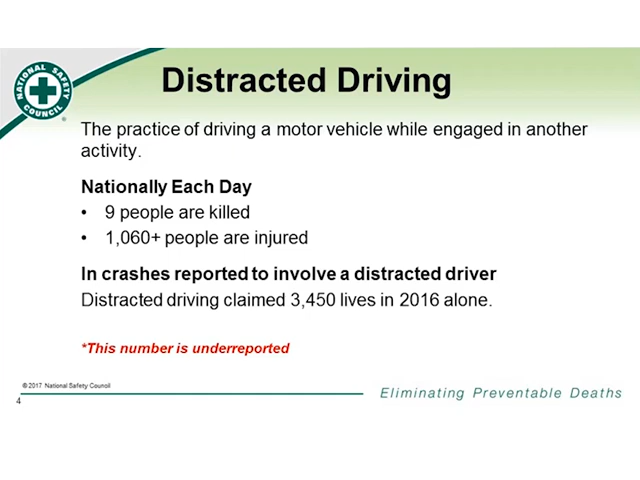 NATIONAL SAFETY COUNCIL
®
Distracted Driving
The practice of driving a motor vehicle while engaged in another
activity.
Nationally Each Day
• 9 people are killed
• 1,060+ people are injured
In crashes reported to involve a distracted driver
Distracted driving claimed 3,450 lives in 2016 alone.
*This number is underreported
© 2017 National Safety Council
Eliminating Preventable Deaths
4